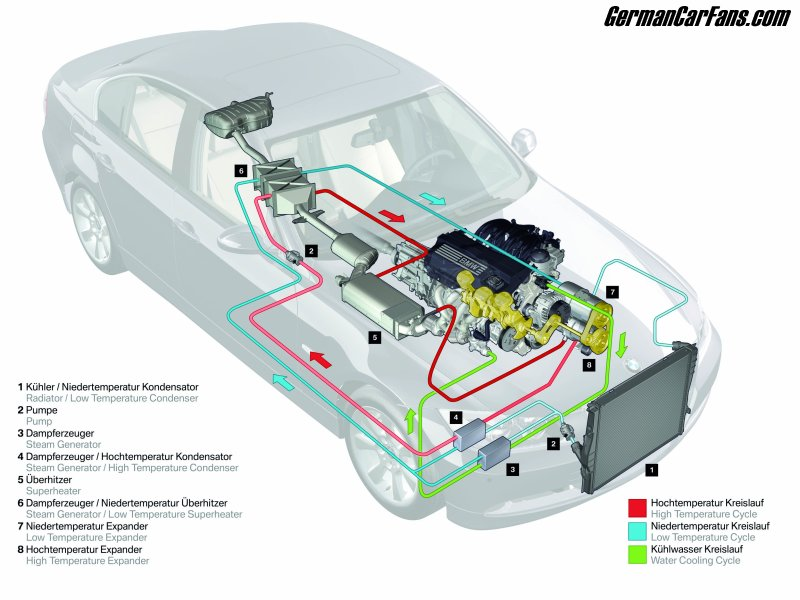 GermanCarFans.com
6
2
7
BMW
5
8
4
2
3
1
1 Kühler / Niedertemperatur Kondensator
Radiator / Low Temperature Condenser
2 Pumpe
Pump
3 Dampferzeuger
Steam Generator
4 Dampferzeuger / Hochtemperatur Kondensator
Steam Generator / High Temperature Condenser
5 Überhitzer
Superheater
6 Dampferzeuger / Niedertemperatur Überhitzer
Steam Generator / Low Temperature Superheater
7 Niedertemperatur Expander
Low Temperature Expander
8 Hochtemperatur Expander
High Temperature Expander
Hochtemperatur Kreislauf
High Temperature Cycle
Niedertemperatur Kreislauf
Low Temperature Cycle
Kühlwasser Kreislauf
Water Cooling Cycle